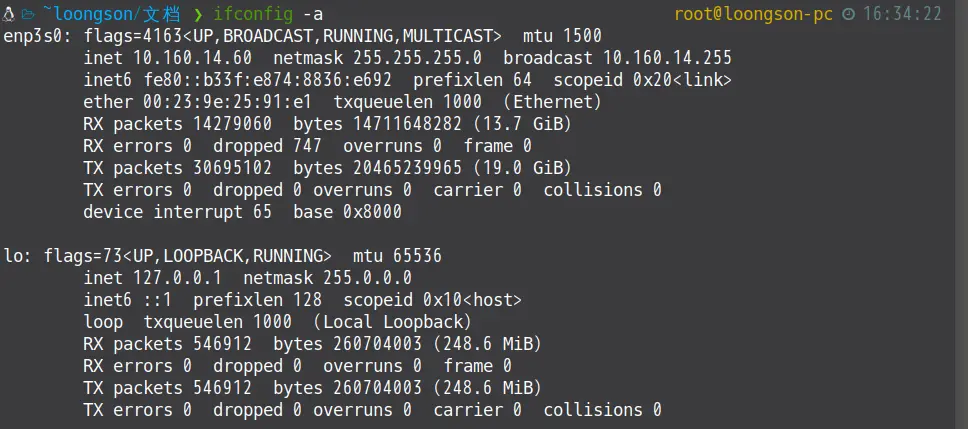 ~loongson/文档 ❯ ifconfig -a root@loongson-pc 16:34:22
enp3s0: flags=4163<UP,BROADCAST,RUNNING,MULTICAST>  mtu 1500
        inet 10.160.14.60  netmask 255.255.255.0  broadcast 10.160.14.255
        inet6 fe80::b33f:e874:8836:e692  prefixlen 64  scopeid 0x20<link>
        ether 00:23:9e:25:91:e1  txqueuelen 1000  (Ethernet)
        RX packets 14279060  bytes 14711648282 (13.7 GiB)
        RX errors 0  dropped 747  overruns 0  frame 0
        TX packets 30695102  bytes 20465239965 (19.0 GiB)
        TX errors 0  dropped 0 overruns 0  carrier 0  collisions 0
        device interrupt 65  base 0x8000

lo: flags=73<UP,LOOPBACK,RUNNING>  mtu 65536
        inet 127.0.0.1  netmask 255.0.0.0
        inet6 ::1  prefixlen 128  scopeid 0x10<host>
        loop  txqueuelen 1000  (Local Loopback)
        RX packets 546912  bytes 260704003 (248.6 MiB)
        RX errors 0  dropped 0  overruns 0  frame 0
        TX packets 546912  bytes 260704003 (248.6 MiB)
        TX errors 0  dropped 0 overruns 0  carrier 0  collisions 0